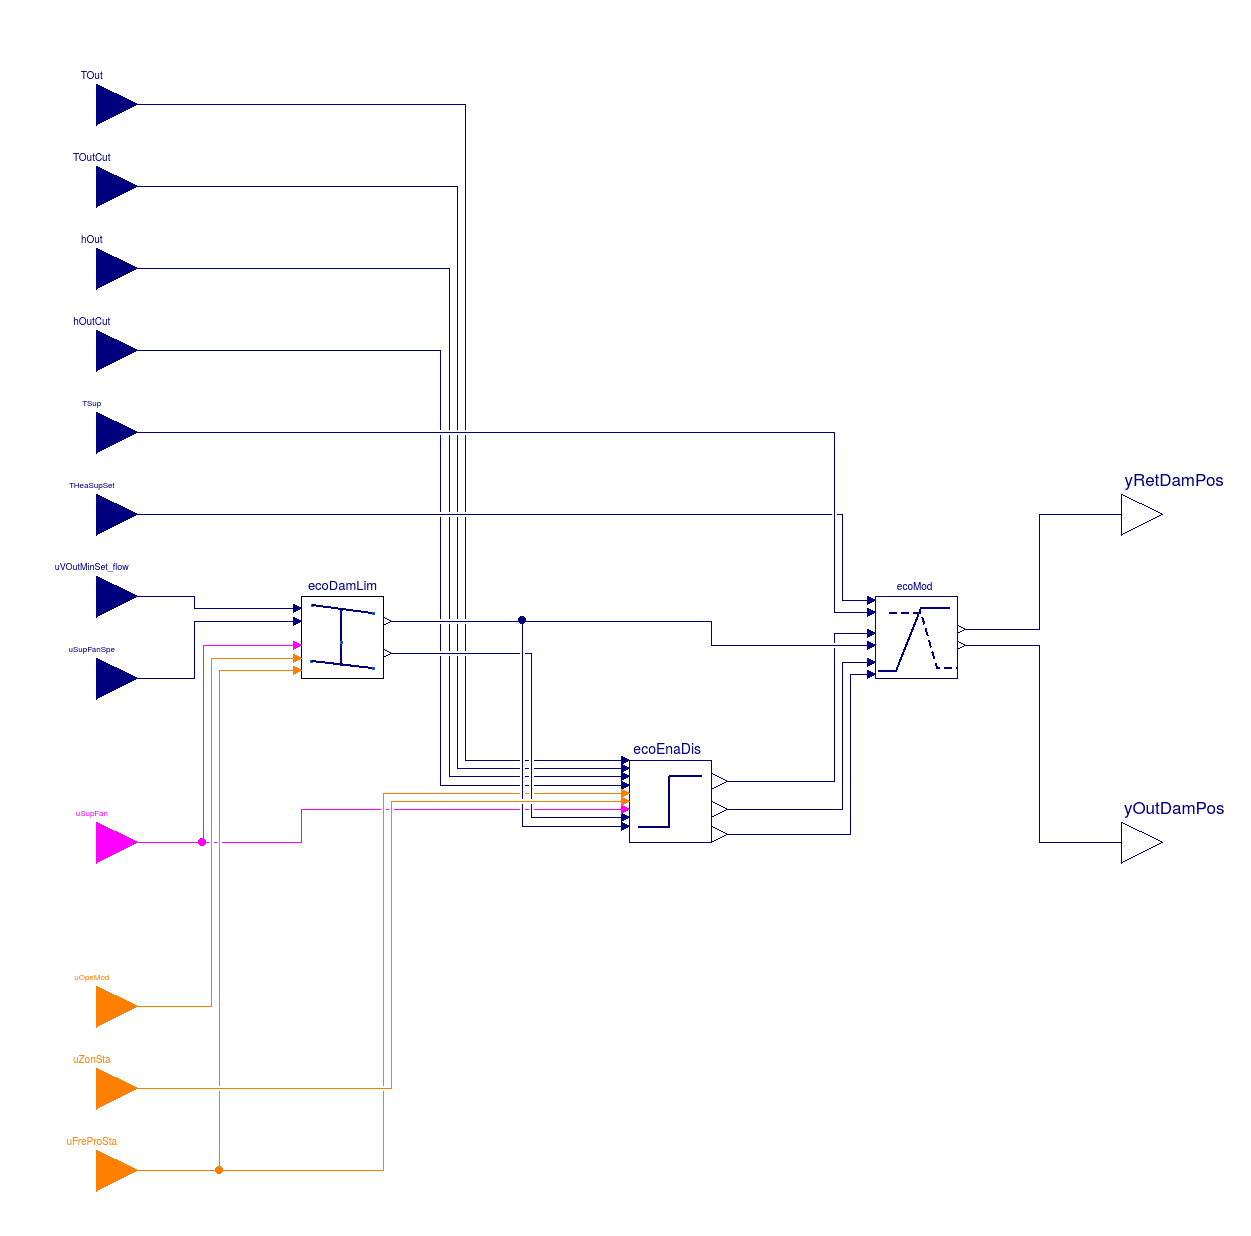 TOut
TOutCut
hOut
hOutCut
TSup
THeaSupSet
uVOutMinSet_flow
uSupFanSpe
uSupFan
uOpeMod
uZonSta
uFreProSta
ecoDamLim
ecoEnaDis
ecoMod
yRetDamPos
yOutDamPos